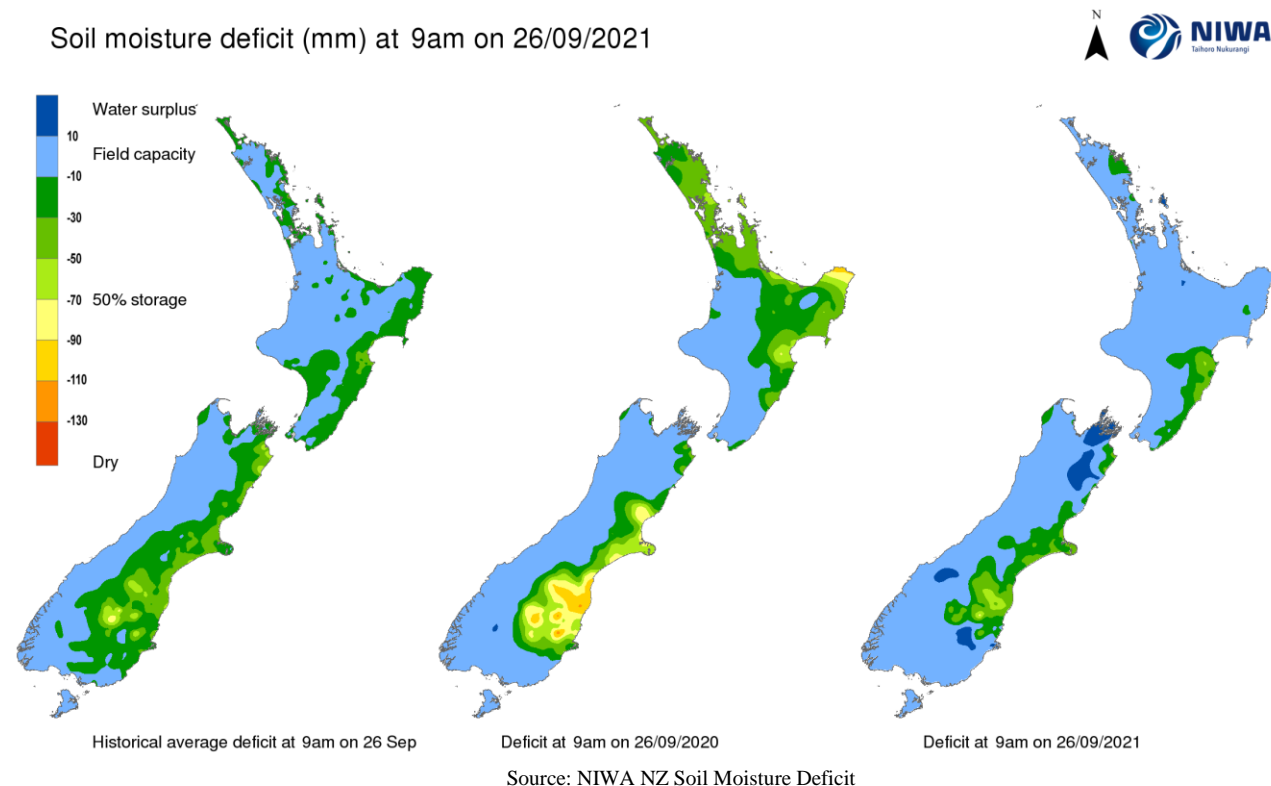 Soil moisture deficit (mm) at 9am on 26/09/2021
N
NIWA
Taihoro Nukurangi
Water surplus
10
Field capacity
-10
-30
-50
-70
50% storage
-90
-110
-130
Dry
Historical average deficit at 9am on 26 Sep
Deficit at 9am on 26/09/2020
Deficit at 9am on 26/09/2021
Source: NIWA NZ Soil Moisture Deficit